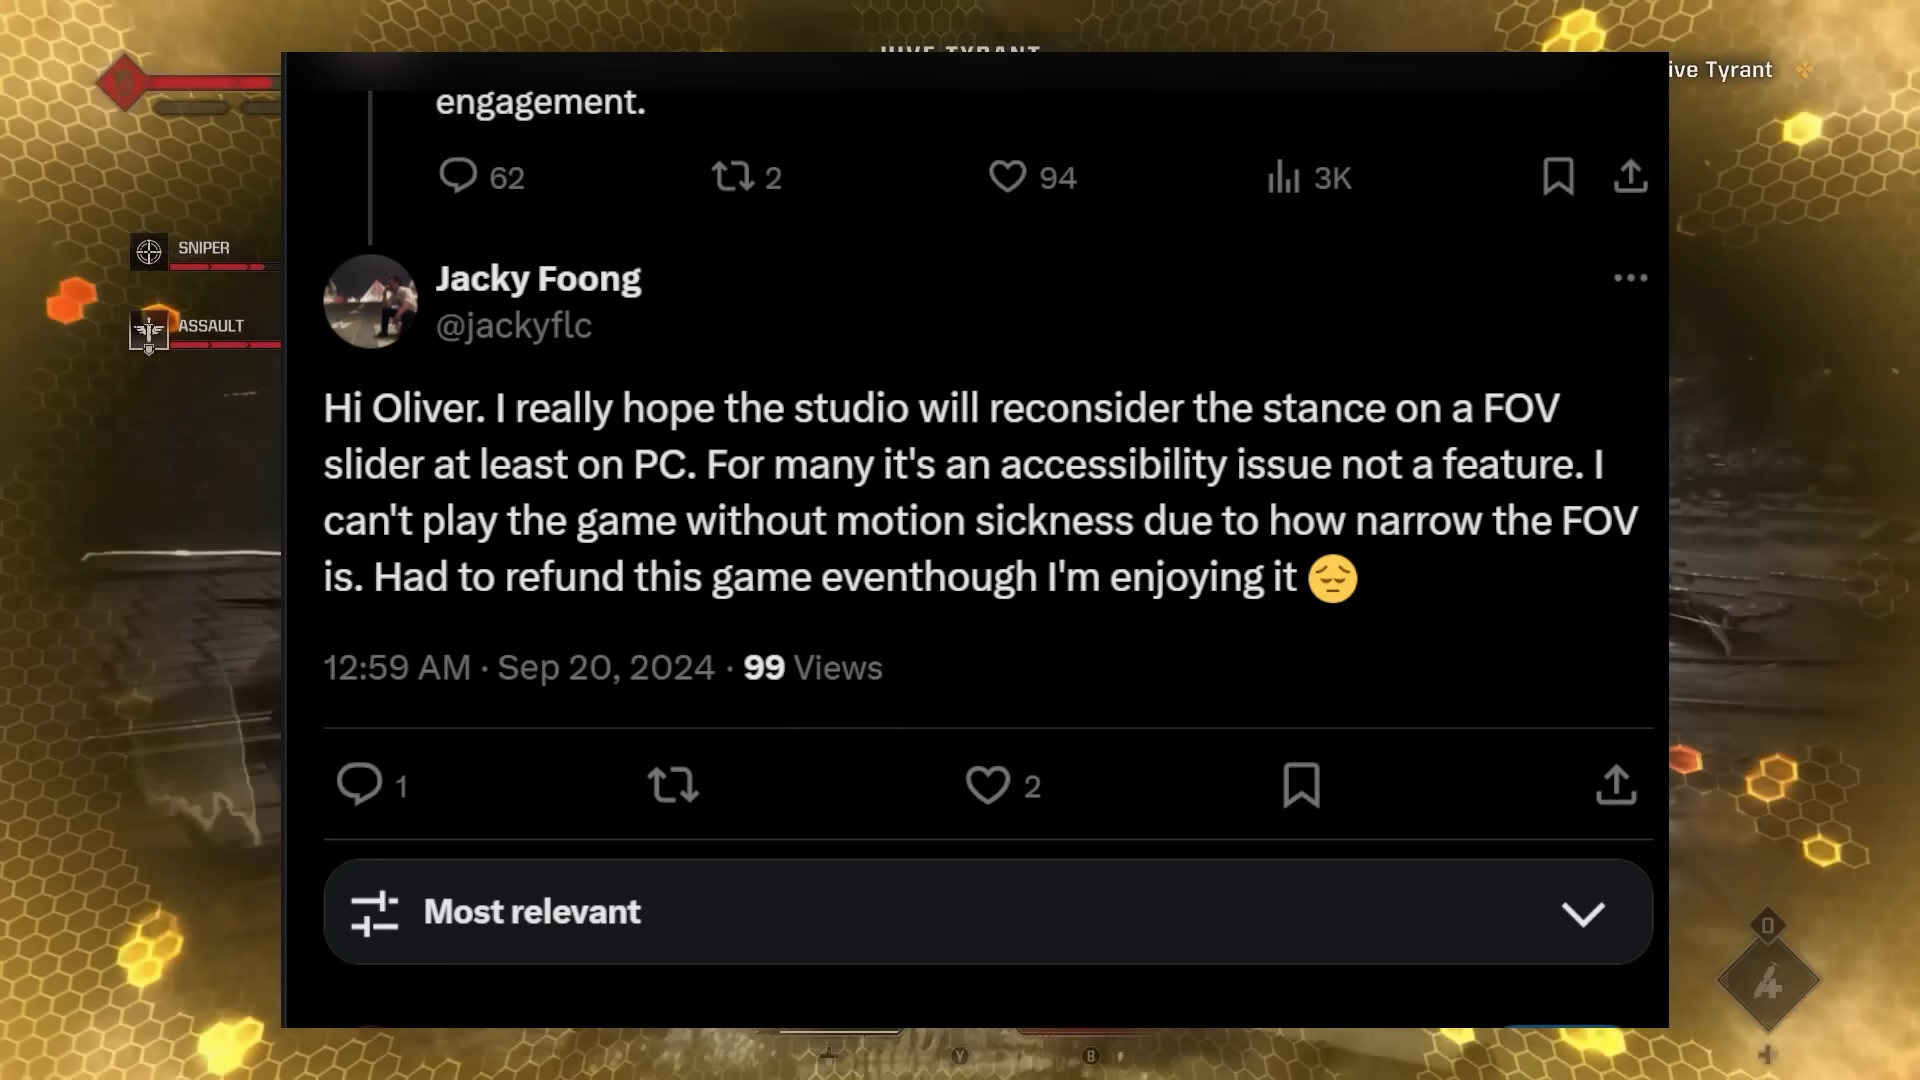 HIVE TYRANT
ive Tyrant
engagement.
62 2 94 3K
SNIPER
ASSAULT
Jacky Foong
@jackyflc
Hi Oliver. I really hope the studio will reconsider the stance on a FOV
slider at least on PC. For many it's an accessibility issue not a feature. I
can't play the game without motion sickness due to how narrow the FOV
is. Had to refund this game eventhough I'm enjoying it 😔
12:59 AM · Sep 20, 2024 · 99 Views
1 2
Most relevant
0
Y B